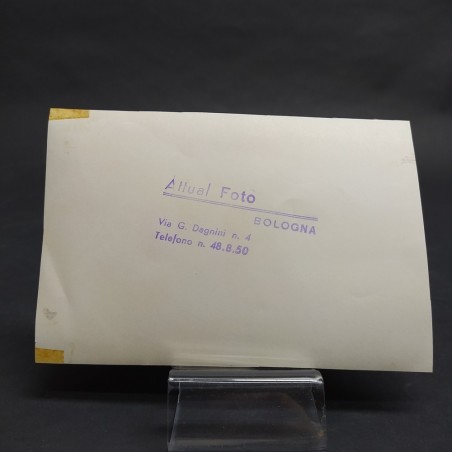 Attual Foto
BOLOGNA
Via G. Dagnini n. 4
Telefono n. 48.8.50